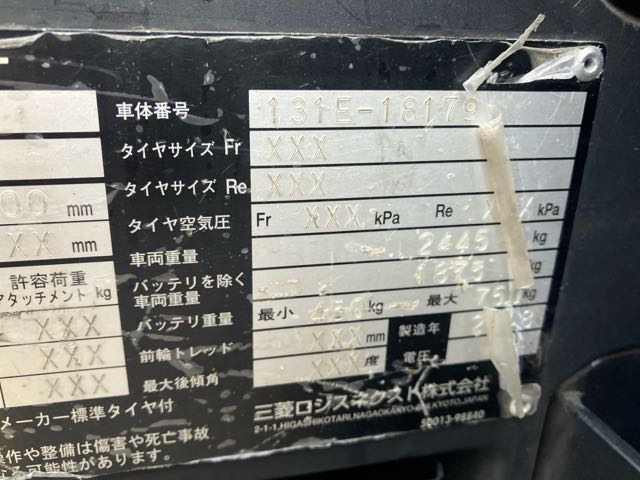 車体番号 131E-18179
タイヤサイズ Fr XXX
タイヤサイズ Re XXX
00 mm タイヤ空気圧 Fr XXX kPa Re kPa
XX mm 車両重量 kg
許容荷重
アタッチメント kg
バッテリを除く
車両重量 kg
XXX バッテリ重量 最小 kg 最大 kg
XXX 前輪トレッド XXX mm 製造年
XXX 最大後傾角 XXX 度 電圧
メーカー標準タイヤ付
三菱ロジスネクスト株式会社
2-1-1, HIGASHIKOTARI, NAGAOKAKYO-SHI, KYOTO, JAPAN
5D013-98840
操作や整備は傷害や死亡事故
なる可能性があります。